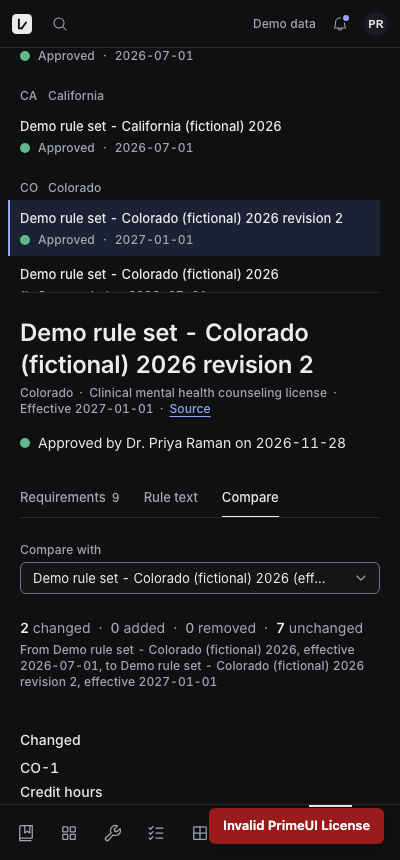 Demo data
PR
Approved · 2026-07-01
CA California
Demo rule set - California (fictional) 2026
Approved · 2026-07-01
CO Colorado
Demo rule set - Colorado (fictional) 2026 revision 2
Approved · 2027-01-01
Demo rule set - Colorado (fictional) 2026
Demo rule set - Colorado
(fictional) 2026 revision 2
Colorado · Clinical mental health counseling license ·
Effective 2027-01-01 · Source
Approved by Dr. Priya Raman on 2026-11-28
Requirements 9 Rule text Compare
Compare with
Demo rule set - Colorado (fictional) 2026 (eff...
2 changed · 0 added · 0 removed · 7 unchanged
From Demo rule set - Colorado (fictional) 2026, effective
2026-07-01, to Demo rule set - Colorado (fictional) 2026
revision 2, effective 2027-01-01
Changed
CO-1
Credit hours
Invalid PrimeUI License